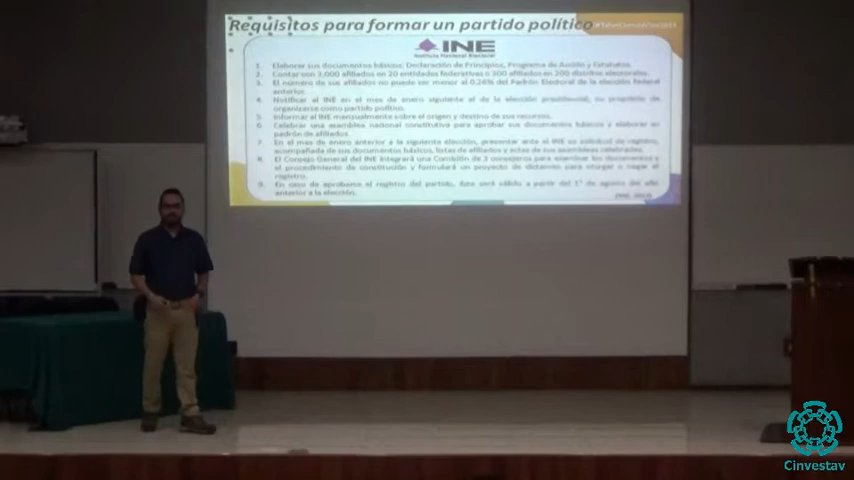 Requisitos para formar un partido político
INE
Instituto Nacional Electoral
1. Elaborar sus documentos básicos: Declaración de Principios, Programa de Acción y Estatutos.
2. Contar con 3,000 afiliados en 20 entidades federativas o 300 afiliados en 200 distritos electorales.
3. El número de sus afiliados no puede ser menor al 0.26% del Padrón Electoral de la elección federal
anterior.
4. Notificar al INE en el mes de enero siguiente al de la elección presidencial, su propósito de
organizarse como partido político.
5. Informar al INE mensualmente sobre el origen y destino de sus recursos.
6. Celebrar una asamblea nacional constitutiva para aprobar sus documentos básicos y elaborar su
padrón de afiliados.
7. En el mes de enero anterior a la siguiente elección, presentar ante el INE su solicitud de registro,
acompañada de sus documentos básicos, listas de afiliados y actas de sus asambleas celebradas.
8. El Consejo General del INE integrará una Comisión de 3 consejeros para examinar los documentos y
el procedimiento de constitución y formulará un proyecto de dictamen para otorgar o negar el
registro.
9. En caso de aprobarse el registro del partido, éste será válido a partir del 1° de agosto del año
anterior a la elección.
Cinvestav